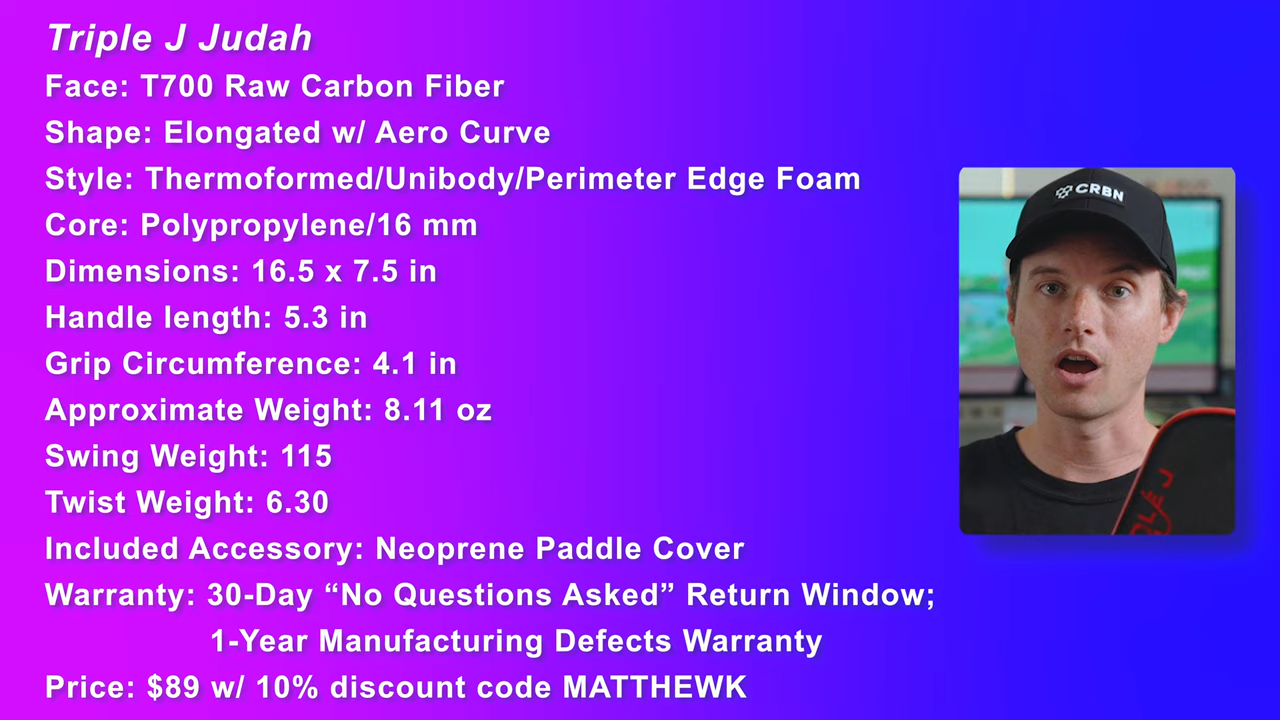 Triple J Judah
Face: T700 Raw Carbon Fiber
Shape: Elongated w/ Aero Curve
Style: Thermoformed/Unibody/Perimeter Edge Foam
Core: Polypropylene/16 mm
Dimensions: 16.5 x 7.5 in
Handle length: 5.3 in
Grip Circumference: 4.1 in
Approximate Weight: 8.11 oz
Swing Weight: 115
Twist Weight: 6.30
Included Accessory: Neoprene Paddle Cover
Warranty: 30-Day “No Questions Asked” Return Window;
1-Year Manufacturing Defects Warranty
Price: $89 w/ 10% discount code MATTHEWK
CRBN